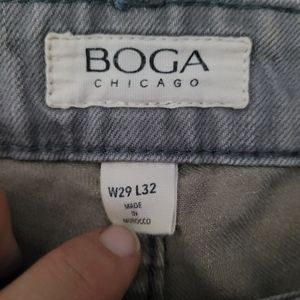 BOGA
CHICAGO
W29 L32
MADE
IN
MOROCCO